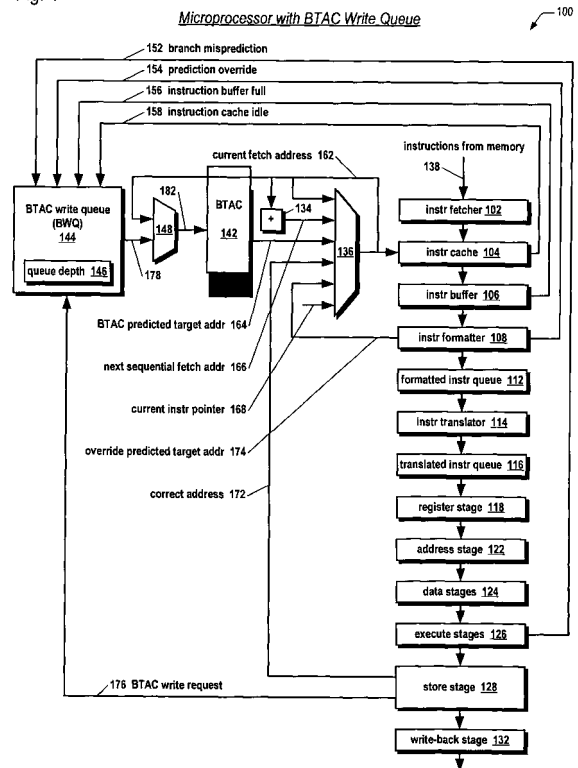 Microprocessor with BTAC Write Queue
100
152 branch misprediction
154 prediction override
156 instruction buffer full
158 instruction cache idle
current fetch address 162
instructions from memory
138
BTAC write queue
(BWQ)
144
queue depth 146
182
148
178
BTAC
142
+
134
136
instr fetcher 102
instr cache 104
instr buffer 106
instr formatter 108
formatted instr queue 112
instr translator 114
translated instr queue 116
register stage 118
address stage 122
data stages 124
execute stages 126
store stage 128
write-back stage 132
BTAC predicted target addr 164
next sequential fetch addr 166
current instr pointer 168
override predicted target addr 174
correct address 172
176 BTAC write request